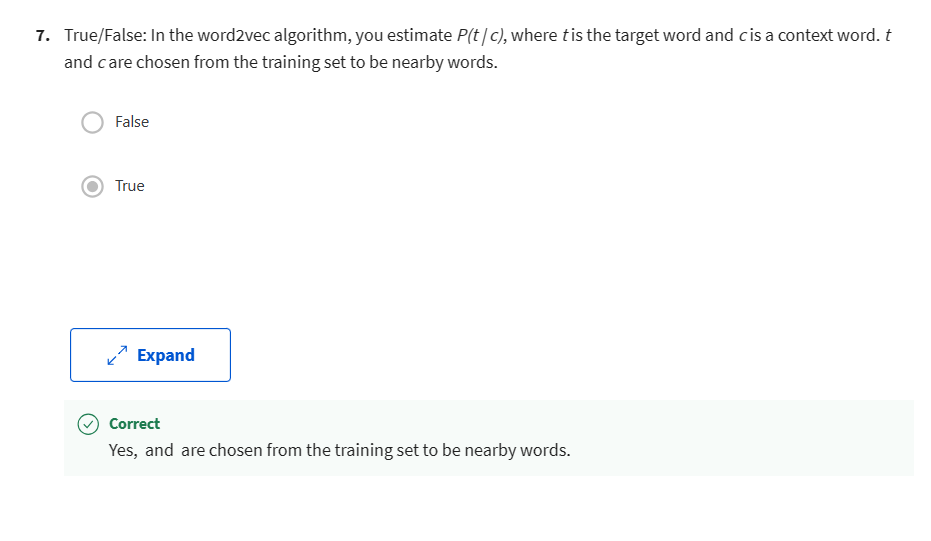 7. True/False: In the word2vec algorithm, you estimate P(t | c), where t is the target word and c is a context word. t
and c are chosen from the training set to be nearby words.
False
True
Expand
Correct
Yes, and are chosen from the training set to be nearby words.